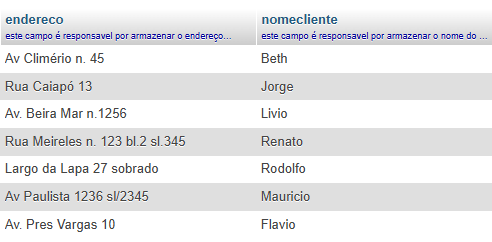 endereco nomecliente
este campo é responsavel por armazenar o endereço... este campo é responsavel por armazenar o nome do ...
Av Climério n. 45 Beth
Rua Caiapó 13 Jorge
Av. Beira Mar n.1256 Livio
Rua Meireles n. 123 bl.2 sl.345 Renato
Largo da Lapa 27 sobrado Rodolfo
Av Paulista 1236 sl/2345 Mauricio
Av. Pres Vargas 10 Flavio